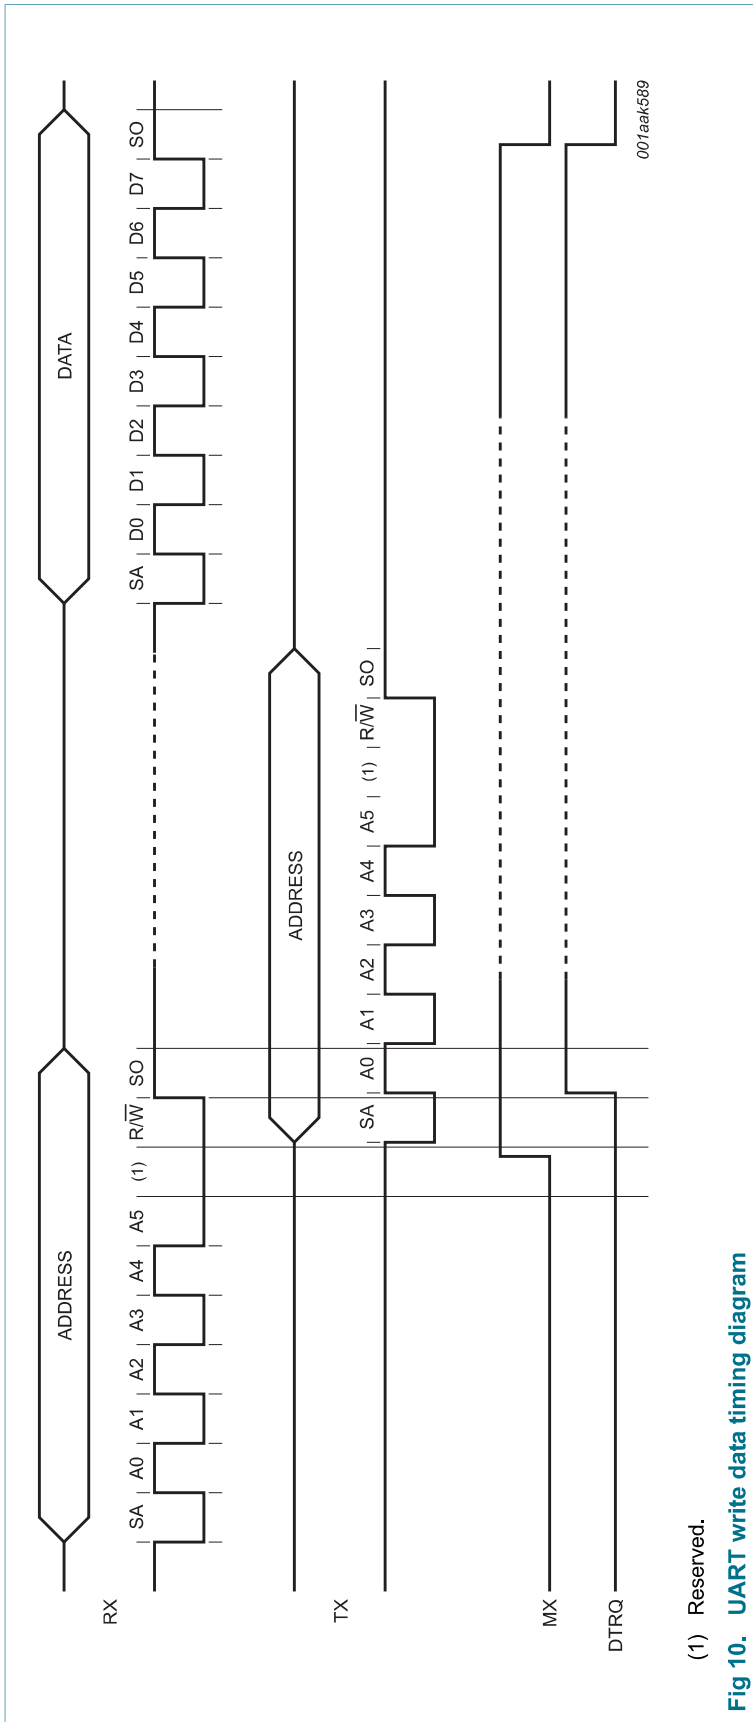 ADDRESS
DATA
RX
SA A0 A1 A2 A3 A4 A5 (1) R/W SO
SA D0 D1 D2 D3 D4 D5 D6 D7 SO
ADDRESS
TX
SA A0 A1 A2 A3 A4 A5 (1) R/W SO
MX
DTRQ
001aak589
(1) Reserved.
Fig 10. UART write data timing diagram